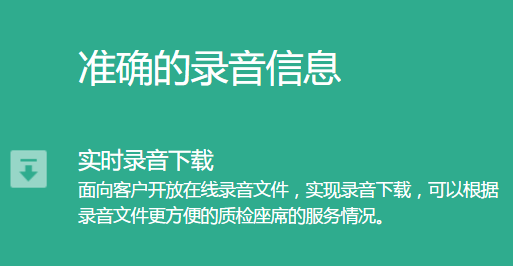 准确的录音信息
实时录音下载
面向客户开放在线录音文件，实现录音下载，可以根据
录音文件更方便的质检座席的服务情况。